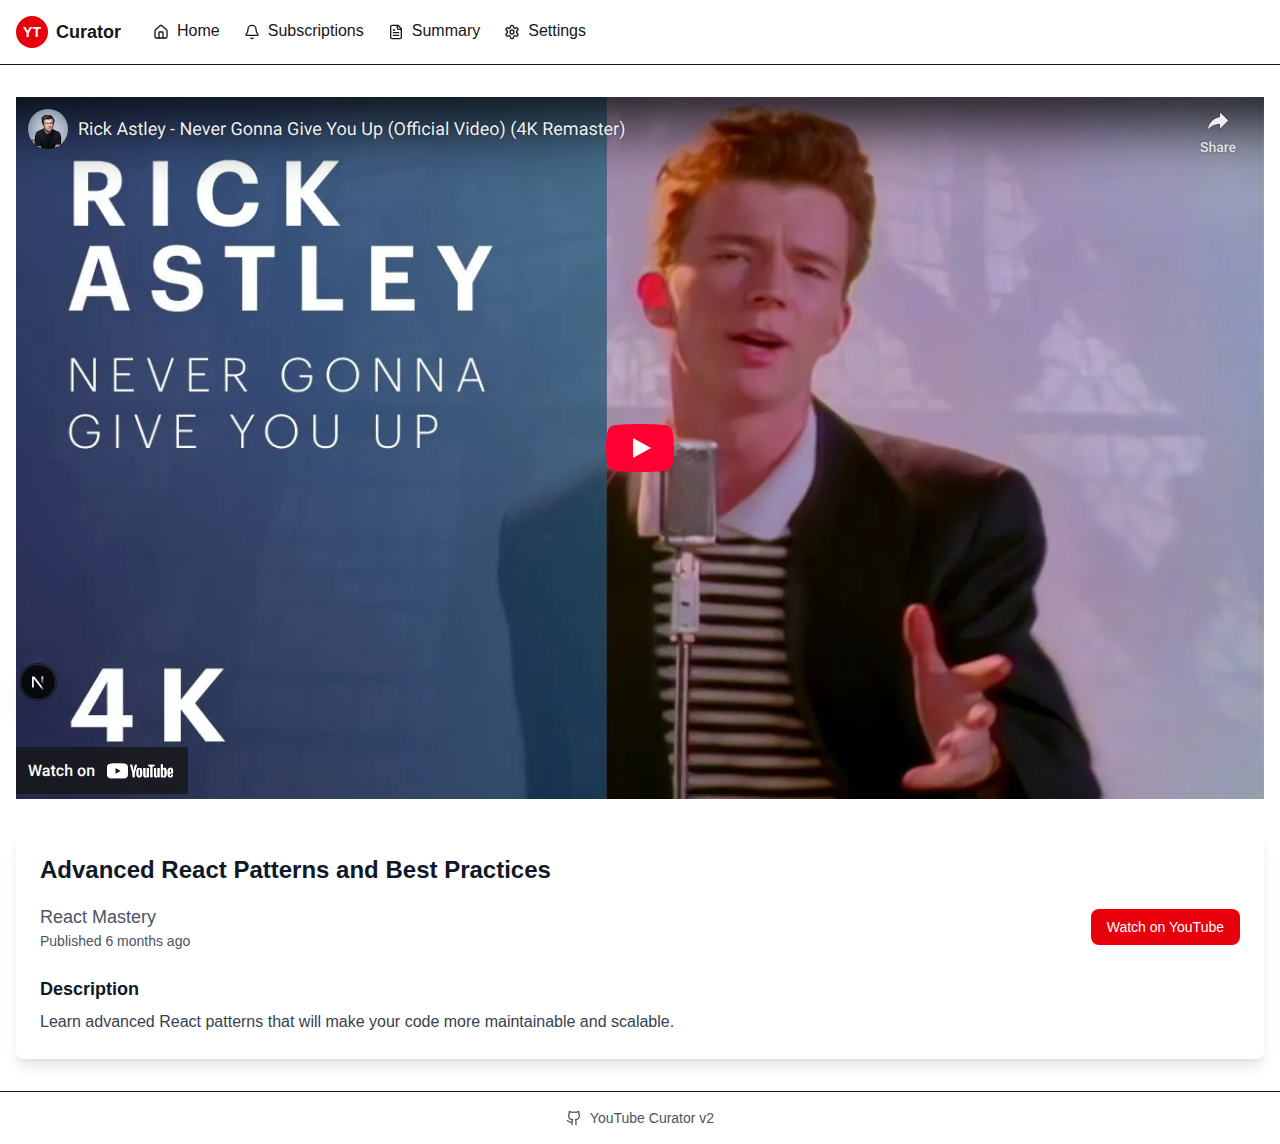 YT Curator Home Subscriptions Summary Settings
Rick Astley - Never Gonna Give You Up (Official Video) (4K Remaster)
Share
RICK
ASTLEY
NEVER GONNA
GIVE YOU UP
N
4K
Watch on YouTube
Advanced React Patterns and Best Practices
React Mastery
Published 6 months ago
Watch on YouTube
Description
Learn advanced React patterns that will make your code more maintainable and scalable.
YouTube Curator v2